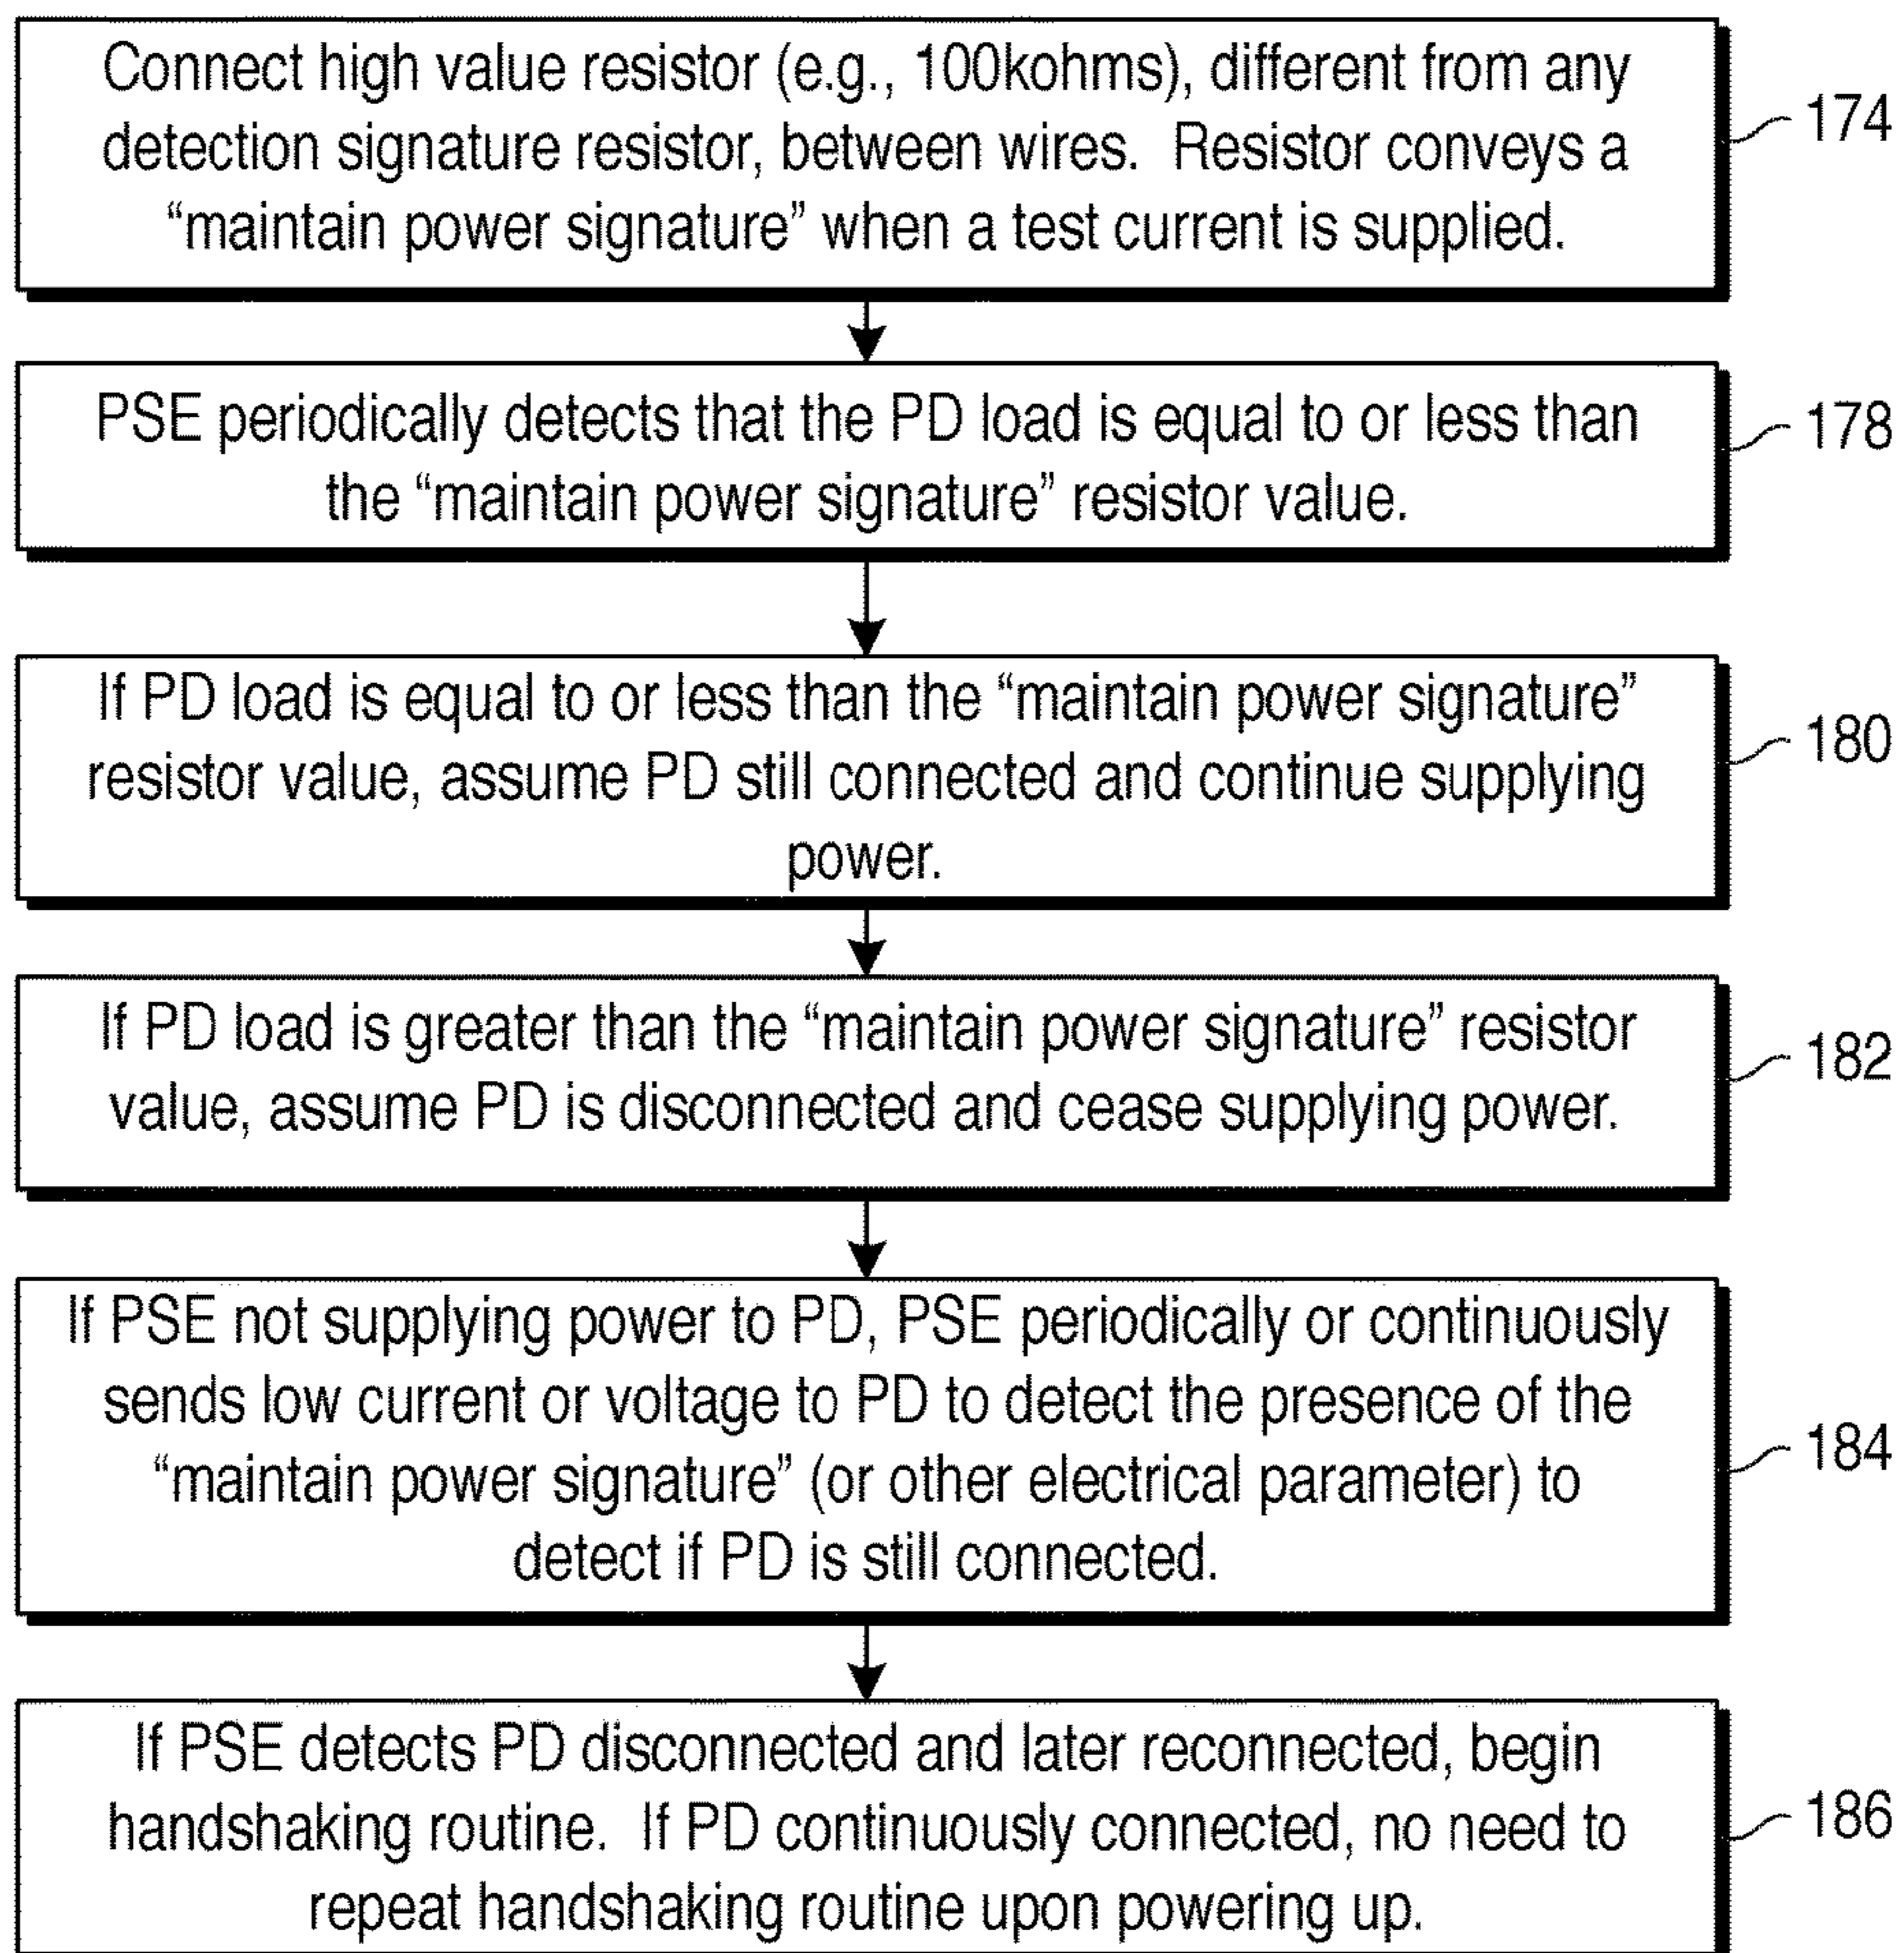 Connect high value resistor (e.g., 100kohms), different from any
detection signature resistor, between wires. Resistor conveys a
“maintain power signature” when a test current is supplied.
174
PSE periodically detects that the PD load is equal to or less than
the “maintain power signature” resistor value.
178
If PD load is equal to or less than the “maintain power signature”
resistor value, assume PD still connected and continue supplying
power.
180
If PD load is greater than the “maintain power signature” resistor
value, assume PD is disconnected and cease supplying power.
182
If PSE not supplying power to PD, PSE periodically or continuously
sends low current or voltage to PD to detect the presence of the
“maintain power signature” (or other electrical parameter) to
detect if PD is still connected.
184
If PSE detects PD disconnected and later reconnected, begin
handshaking routine. If PD continuously connected, no need to
repeat handshaking routine upon powering up.
186